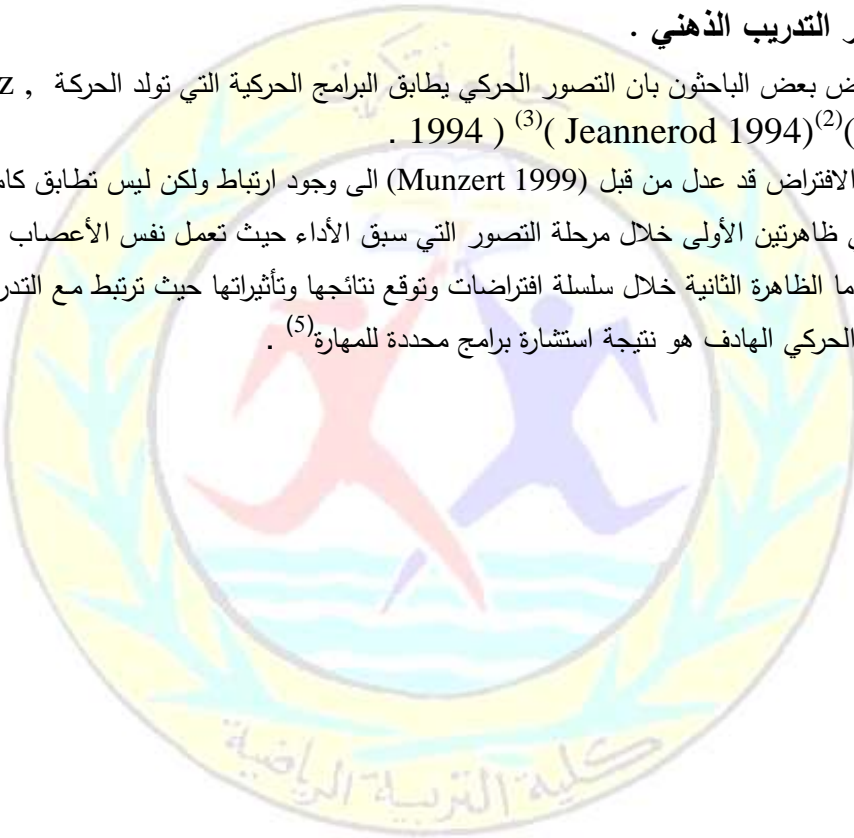 ر التدريب الذهني .
ض بعض الباحثون بان التصور الحركي يطابق البرامج الحركية التي تولد الحركة , z
. 1994 ) (3)( Jeannerod 1994)(2)(
الافتراض قد عدل من قبل (Munzert 1999) الى وجود ارتباط ولكن ليس تطابق كام
ي ظاهرتين الأولى خلال مرحلة التصور التي سبق الأداء حيث تعمل نفس الأعصاب
ما الظاهرة الثانية خلال سلسلة افتراضات وتوقع نتائجها وتأثيراتها حيث ترتبط مع التدر
الحركي الهادف هو نتيجة استشارة برامج محددة للمهارة(5) .
كلية التربية الرياضية